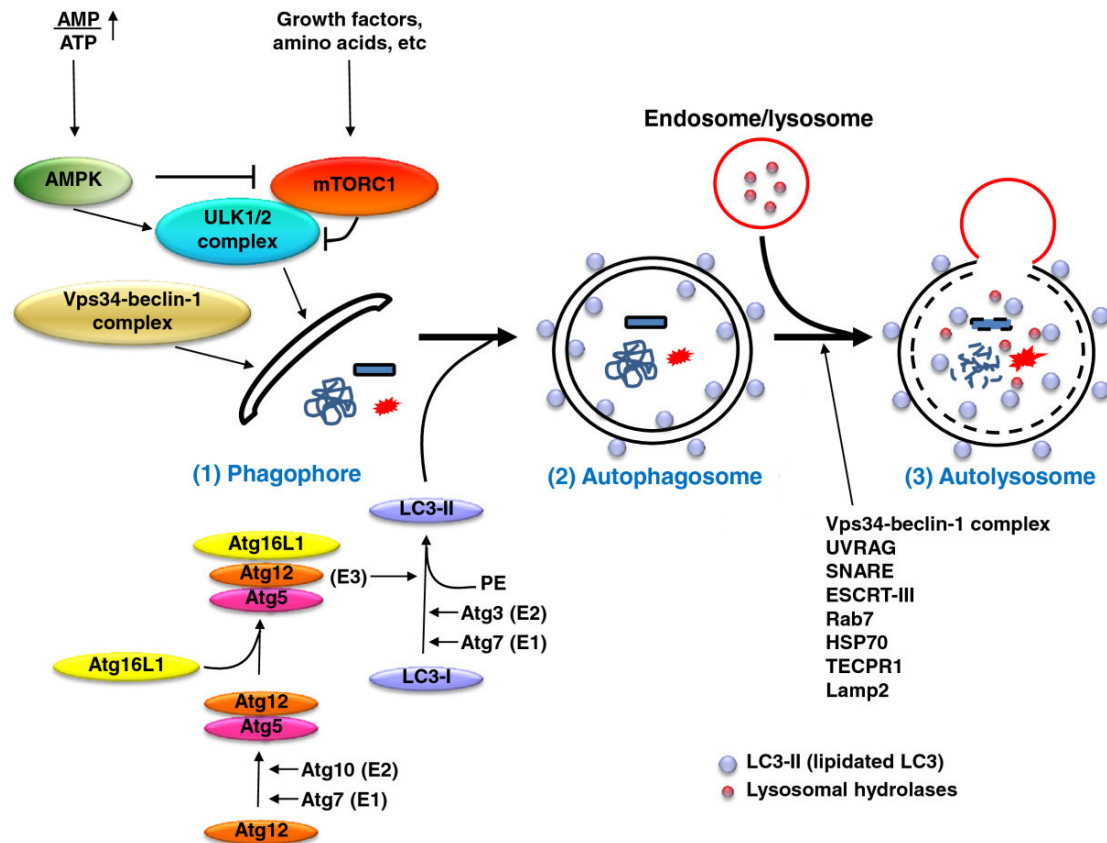 AMP
ATP
Growth factors,
amino acids, etc
AMPK
mTORC1
ULK1/2
complex
Vps34-beclin-1
complex
Endosome/lysosome
(1) Phagophore
(2) Autophagosome
(3) Autolysosome
LC3-II
Atg16L1
Atg12
(E3)
Atg5
PE
Atg3 (E2)
Atg7 (E1)
Atg16L1
LC3-I
Atg12
Atg5
Atg10 (E2)
Atg7 (E1)
Atg12
Vps34-beclin-1 complex
UVRAG
SNARE
ESCRT-III
Rab7
HSP70
TECPR1
Lamp2
LC3-II (lipidated LC3)
Lysosomal hydrolases